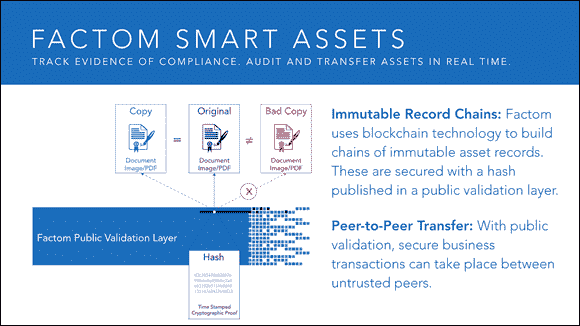 FACTOM SMART ASSETS
TRACK EVIDENCE OF COMPLIANCE. AUDIT AND TRANSFER ASSETS IN REAL TIME.
Copy
Original
Bad Copy
=
≠
Document
Image/PDF
Document
Image/PDF
Document
Image/PDF
X
Factom Public Validation Layer
Hash
Time Stamped
Cryptographic Proof
Immutable Record Chains: Factom
uses blockchain technology to build
chains of immutable asset records.
These are secured with a hash
published in a public validation layer.
Peer-to-Peer Transfer: With public
validation, secure business
transactions can take place between
untrusted peers.